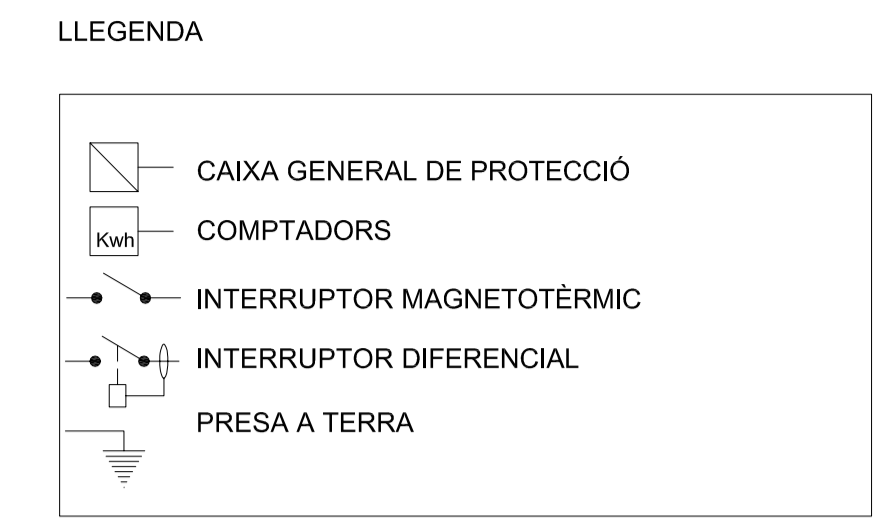 LLEGENDA
CAIXA GENERAL DE PROTECCIÓ
Kwh COMPTADORS
INTERRUPTOR MAGNETOTÈRMIC
INTERRUPTOR DIFERENCIAL
PRESA A TERRA